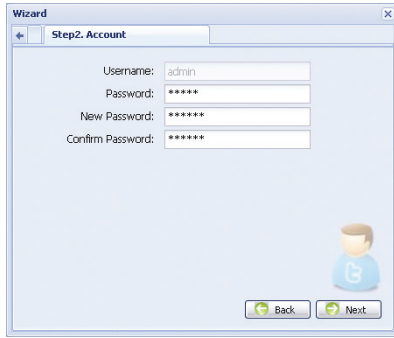 Wizard
Step2. Account
Username: admin
Password: *****
New Password: ******
Confirm Password: ******
Back Next